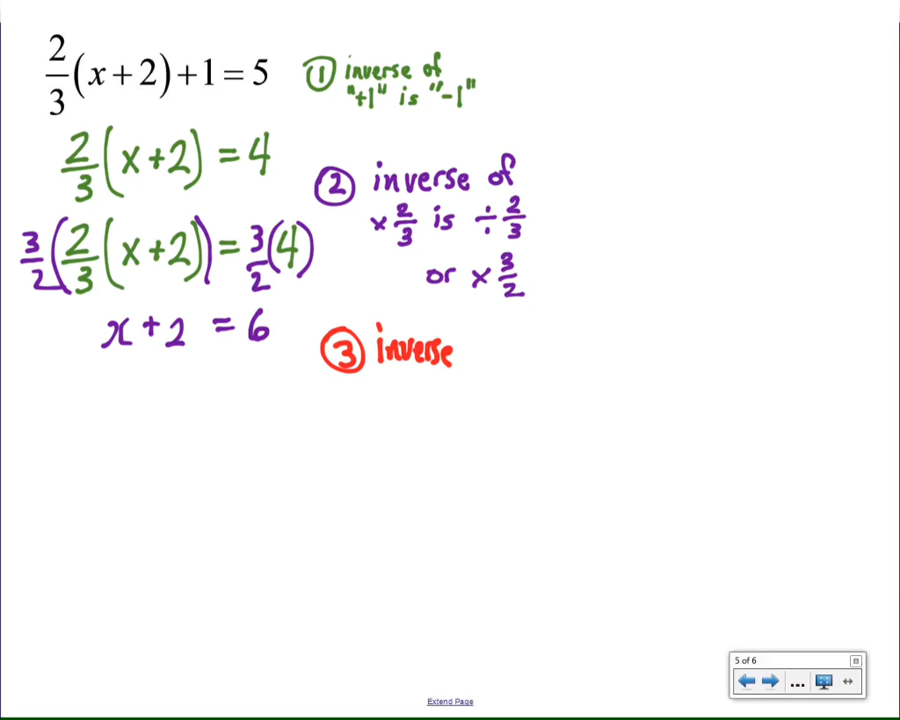 2/3(x+2)+1=5
① inverse of
"+1" is "-1"
2/3(x+2)=4
② inverse of
×2/3 is ÷2/3
or ×3/2
3/2(2/3(x+2))=3/2(4)
x+2=6
③ inverse
5 of 6
...
Extend Page